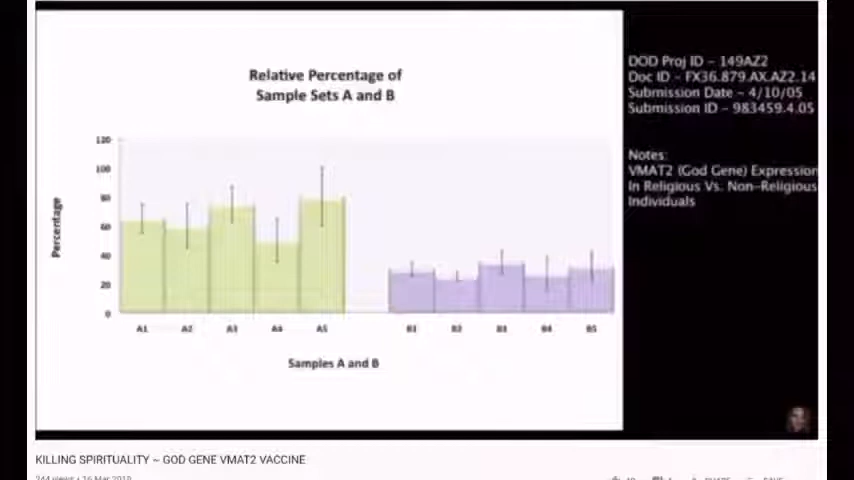 Relative Percentage of
Sample Sets A and B
120
100
80
60
40
20
0
Percentage
A1 A2 A3 A4 A5 B1 B2 B3 B4 B5
Samples A and B
DOD Proj ID – 149AZ2
Doc ID – FX36.879.AX.AZ2.14
Submission Date – 4/10/05
Submission ID – 983459.4.05
Notes:
VMAT2 (God Gene) Expression
In Religious Vs. Non–Religious
Individuals
KILLING SPIRITUALITY ~ GOD GENE VMAT2 VACCINE